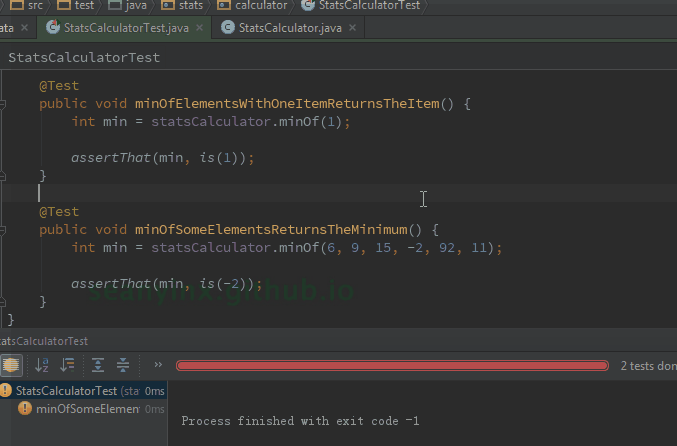 src test java stats calculator StatsCalculatorTest
ata StatsCalculatorTest.java StatsCalculator.java
StatsCalculatorTest
@Test
public void minOfElementsWithOneItemReturnsTheItem() {
int min = statsCalculator.minOf(1);
assertThat(min, is(1));
}
@Test
public void minOfSomeElementsReturnsTheMinimum() {
int min = statsCalculator.minOf(6, 9, 15, -2, 92, 11);
assertThat(min, is(-2));
seanymx.github.io
}
}
tatsCalculatorTest
2 tests don
StatsCalculatorTest (sta 0ms
minOfSomeElemen 0ms
Process finished with exit code -1